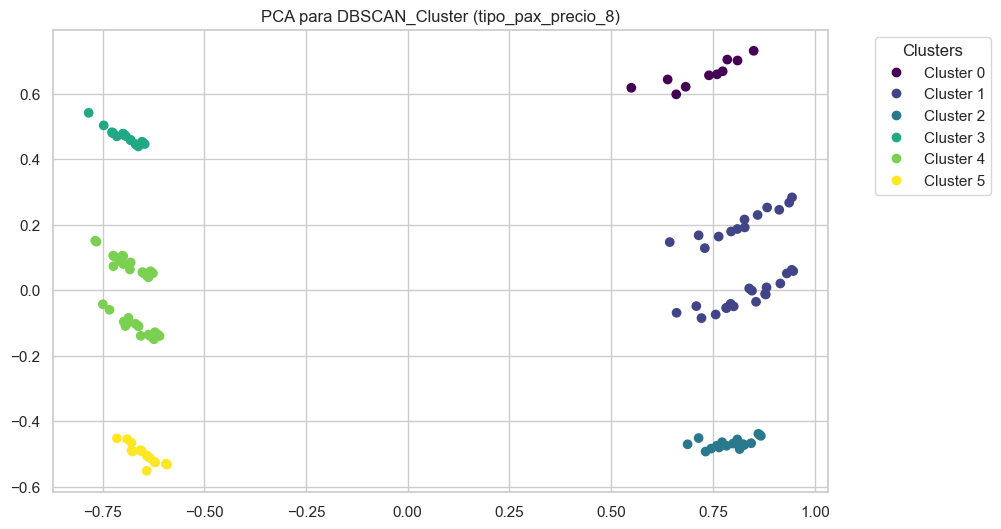 PCA para DBSCAN_Cluster (tipo_pax_precio_8)
Clusters
Cluster 0
Cluster 1
Cluster 2
Cluster 3
Cluster 4
Cluster 5
0.6
0.4
0.2
0.0
−0.2
−0.4
−0.6
−0.75
−0.50
−0.25
0.00
0.25
0.50
0.75
1.00